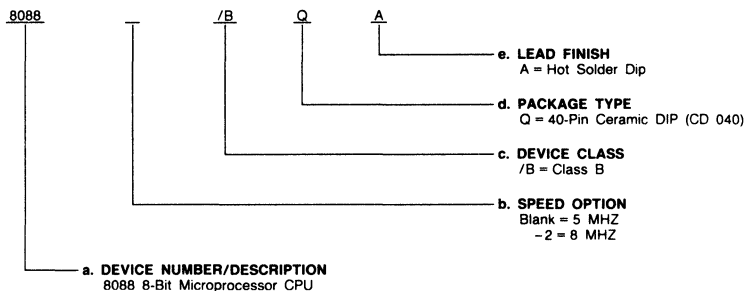 8088 _ /B Q A
e. LEAD FINISH
A = Hot Solder Dip
d. PACKAGE TYPE
Q = 40-Pin Ceramic DIP (CD 040)
c. DEVICE CLASS
/B = Class B
b. SPEED OPTION
Blank = 5 MHZ
-2 = 8 MHZ
a. DEVICE NUMBER/DESCRIPTION
8088 8-Bit Microprocessor CPU